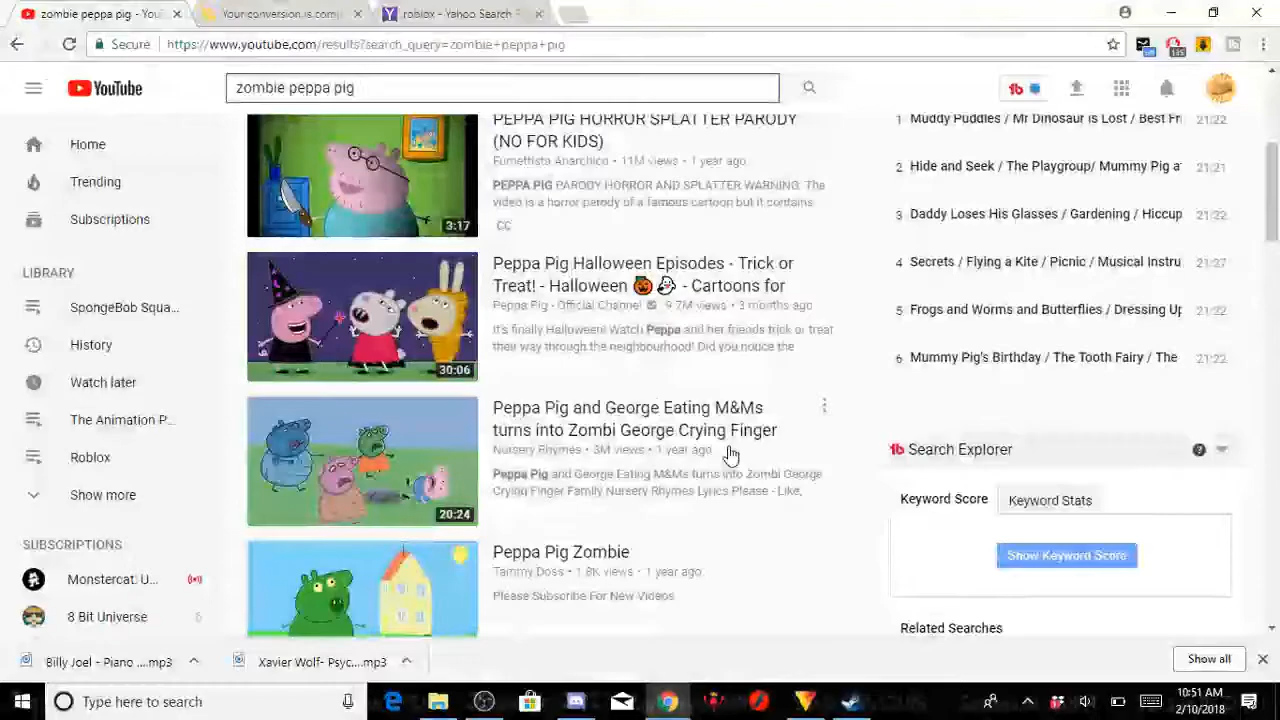 zombie peppa pig - You
Your conversion is comp
roblox - Yahoo Search
Secure
https://www.youtube.com/results?search_query=zombie+peppa+pig
YouTube
zombie peppa pig
Home
Trending
Subscriptions
LIBRARY
SpongeBob Squa...
History
Watch later
The Animation P...
Roblox
Show more
SUBSCRIPTIONS
Monstercat: U...
8 Bit Universe
6
PEPPA PIG HORROR SPLATTER PARODY
(NO FOR KIDS)
Fumettista Anarchico • 11M views • 1 year ago
PEPPA PIG PARODY HORROR AND SPLATTER WARNING: The
video is a horror parody of a famous cartoon but it contains
CC
3:17
Peppa Pig Halloween Episodes - Trick or
Treat! - Halloween 🎃👻 - Cartoons for
Peppa Pig - Official Channel 9.7M views • 3 months ago
It's finally Halloween! Watch Peppa and her friends trick or treat
their way through the neighbourhood! Did you notice the
30:06
Peppa Pig and George Eating M&Ms
turns into Zombi George Crying Finger
Nursery Rhymes • 3M views • 1 year ago
Peppa Pig and George Eating M&Ms turns into Zombi George
Crying Finger Family Nursery Rhymes Lyrics Please - Like,
20:24
Peppa Pig Zombie
Tammy Doss • 1.8K views • 1 year ago
Please Subscribe For New Videos
1 Muddy Puddles / Mr Dinosaur is Lost / Best Fr 21:22
2 Hide and Seek / The Playgroup/ Mummy Pig a 21:21
3 Daddy Loses His Glasses / Gardening / Hiccup 21:22
4 Secrets / Flying a Kite / Picnic / Musical Instru 21:27
5 Frogs and Worms and Butterflies / Dressing Up 21:22
6 Mummy Pig's Birthday / The Tooth Fairy / The 21:22
tb Search Explorer
Keyword Score
Keyword Stats
Show Keyword Score
Related Searches
Billy Joel - Piano ....mp3
Xavier Wolf- Psyc....mp3
Show all
Type here to search
10:51 AM
2/10/2018